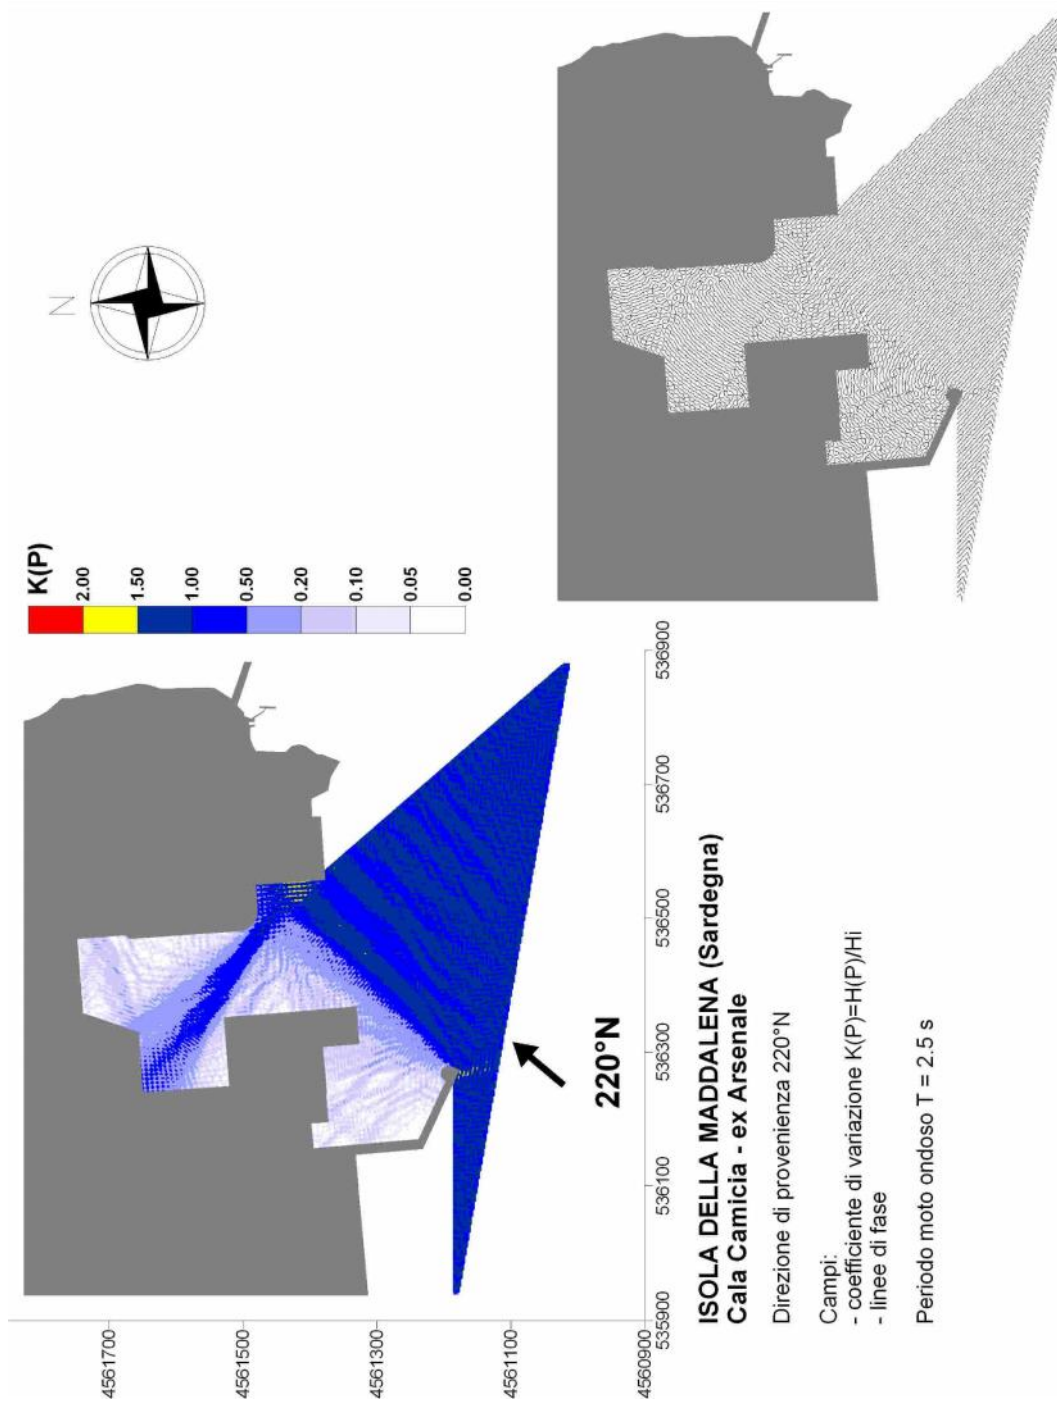 N
K(P)
2.00
1.50
1.00
0.50
0.20
0.10
0.05
0.00
4561700
4561500
4561300
4561100
4560900
535900
536100
536300
536500
536700
536900
220°N
ISOLA DELLA MADDALENA (Sardegna)
Cala Camicia - ex Arsenale
Direzione di provenienza 220°N
Campi:
- coefficiente di variazione K(P)=H(P)/Hi
- linee di fase
Periodo moto ondoso T = 2.5 s